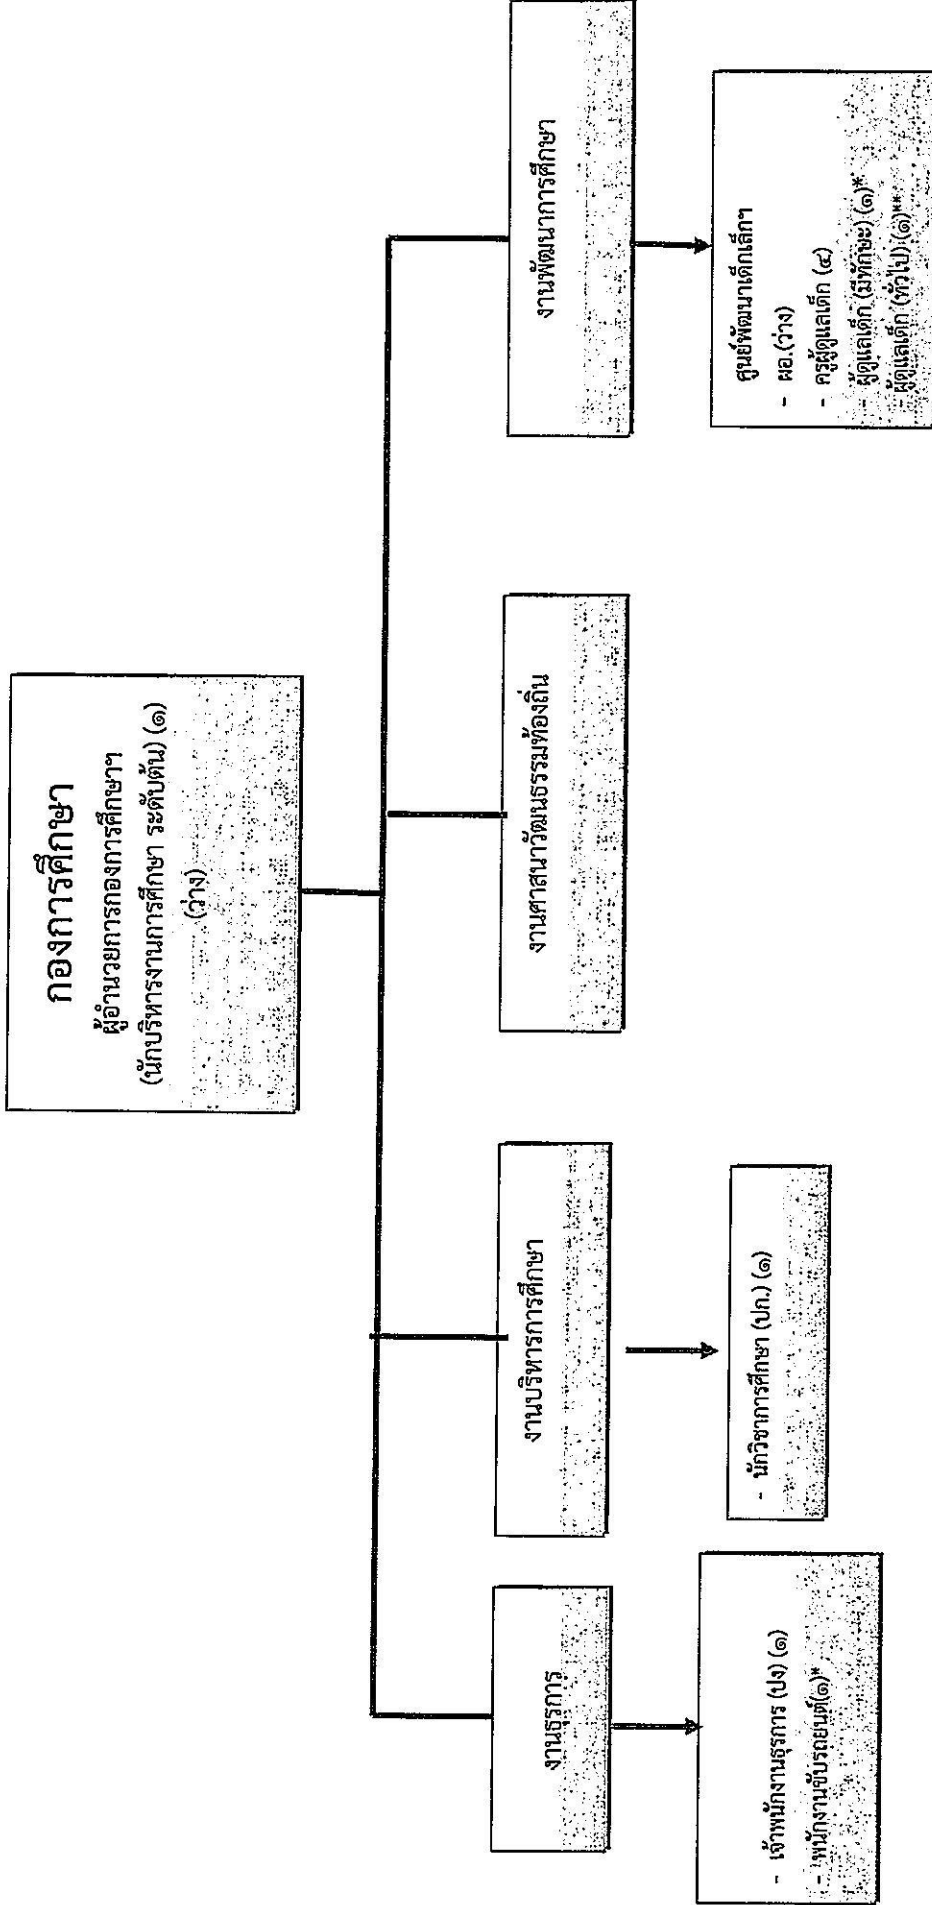 กองการศึกษา
ผู้อำนวยการกองการศึกษาฯ
(นักบริหารงานการศึกษา ระดับต้น) (๑)
(ว่าง)
งานธุรการ
งานบริหารการศึกษา
งานศาสนาวัฒนธรรมท้องถิ่น
งานพัฒนาการศึกษา
- เจ้าพนักงานธุรการ (ปง) (๑)
- พนักงานขับรถยนต์(๑)*
- นักวิชาการศึกษา (ปก.) (๑)
ศูนย์พัฒนาเด็กเล็กฯ
- ผอ.(ว่าง)
- ครูผู้ดูแลเด็ก (๔)
- ผู้ดูแลเด็ก (มีทักษะ) (๑)*
- ผู้ดูแลเด็ก (ทั่วไป) (๑)**